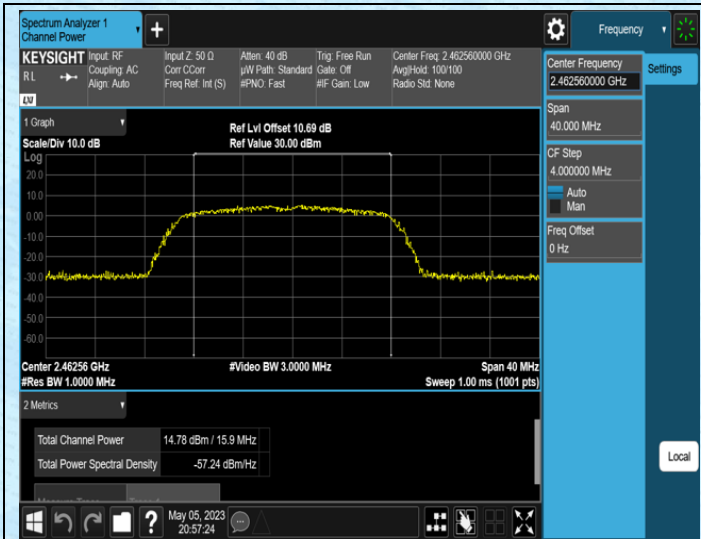 Spectrum Analyzer 1
Channel Power
Frequency
KEYSIGHT
R L
LXI
Input: RF
Coupling: AC
Align: Auto
Input Z: 50 Ω
Corr CCorr
Freq Ref: Int (S)
Atten: 40 dB
µW Path: Standard
#PNO: Fast
Trig: Free Run
Gate: Off
#IF Gain: Low
Center Freq: 2.462560000 GHz
Avg|Hold: 100/100
Radio Std: None
Center Frequency
2.462560000 GHz
Settings
Span
40.000 MHz
CF Step
4.000000 MHz
Auto
Man
Freq Offset
0 Hz
Local
1 Graph
Scale/Div 10.0 dB
Ref Lvl Offset 10.69 dB
Ref Value 30.00 dBm
Log
20.0
10.0
0.00
-10.0
-20.0
-30.0
-40.0
-50.0
-60.0
Center 2.46256 GHz
#Video BW 3.0000 MHz
Span 40 MHz
#Res BW 1.0000 MHz
Sweep 1.00 ms (1001 pts)
2 Metrics
Total Channel Power 14.78 dBm / 15.9 MHz
Total Power Spectral Density -57.24 dBm/Hz
?
May 05, 2023
20:57:24